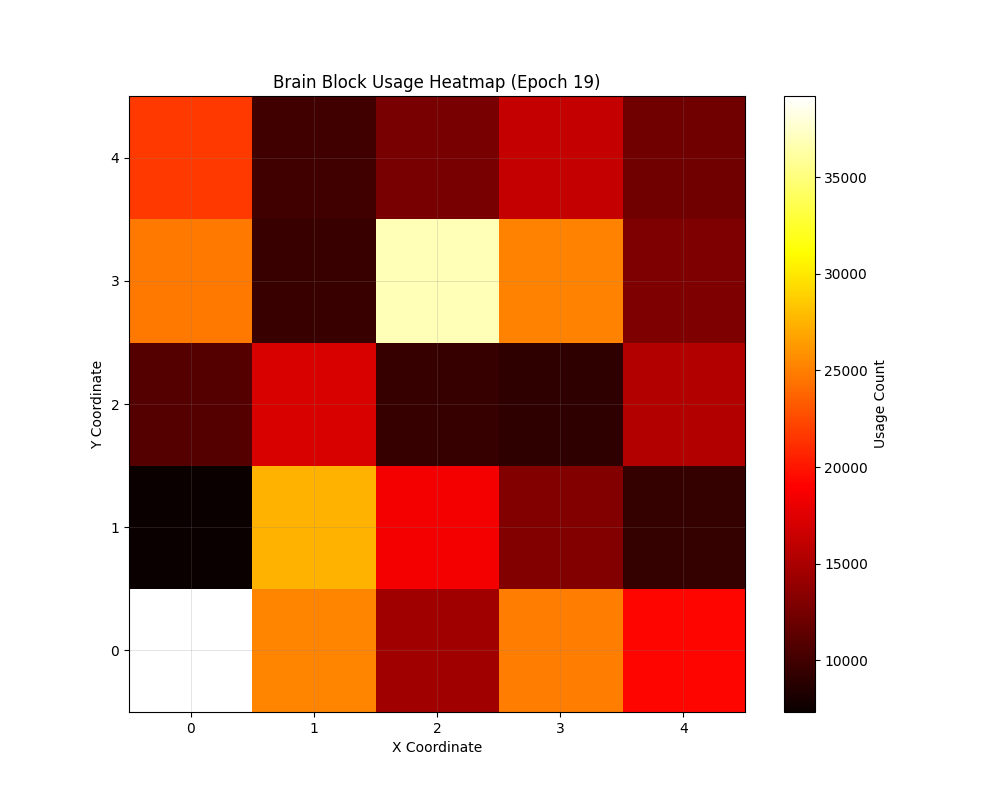 Brain Block Usage Heatmap (Epoch 19)
4
3
2
1
0
Y Coordinate
0 1 2 3 4
X Coordinate
35000
30000
25000
20000
15000
10000
Usage Count